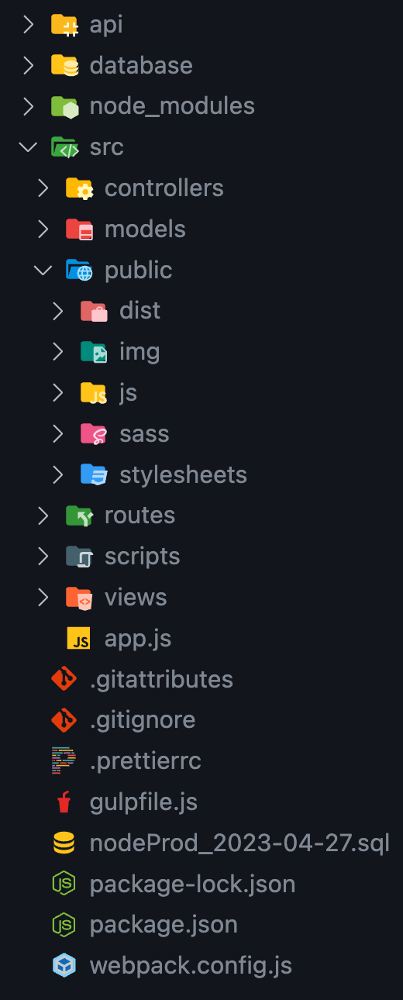 api
database
node_modules
src
controllers
models
public
dist
img
js
sass
stylesheets
routes
scripts
views
app.js
.gitattributes
.gitignore
.prettierrc
gulpfile.js
nodeProd_2023-04-27.sql
package-lock.json
package.json
webpack.config.js